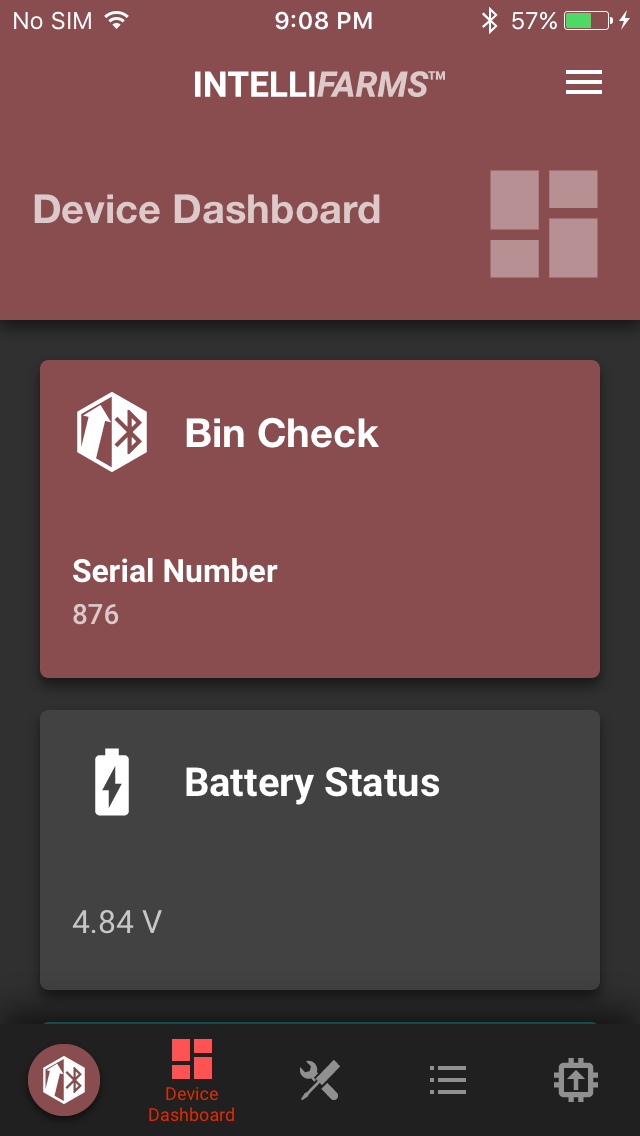 No SIM 9:08 PM 57%
INTELLIFARMS™
Device Dashboard
Bin Check
Serial Number
876
Battery Status
4.84 V
Device
Dashboard